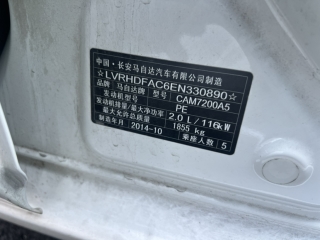 中国·长安马自达汽车有限公司制造
☆LVRHDFAC6EN330890☆
品牌 马自达牌 型号 CAM7200A5
发动机型号 PE
发动机排量/最大净功率 2.0 L/116kW
最大允许总质量 1855 kg
制造年月 2014-10 乘座人数 5